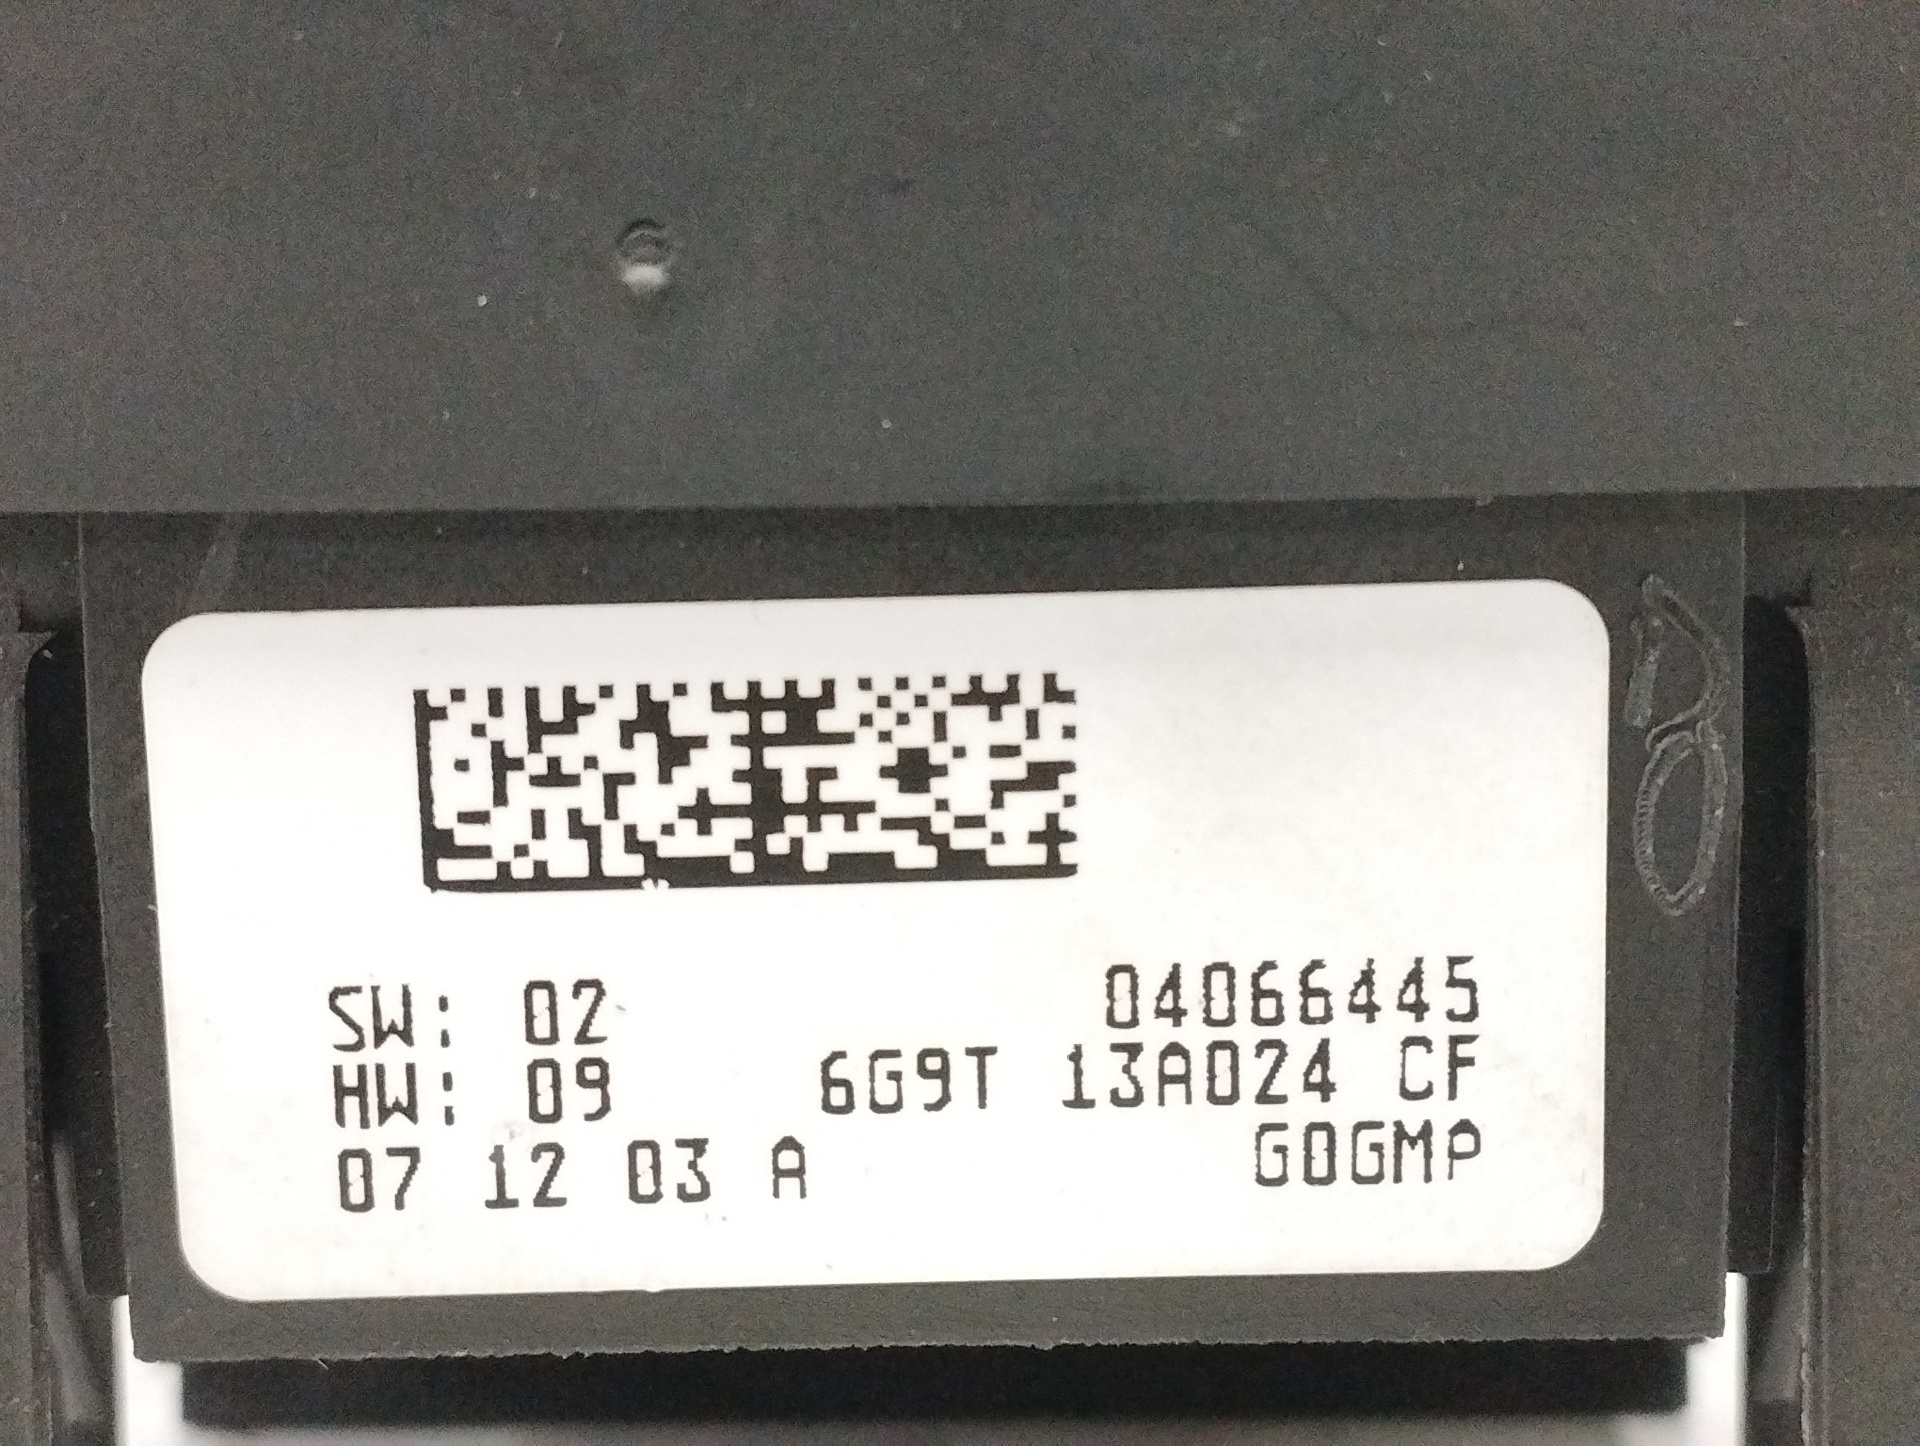 SW: 02 04066445
HW: 09 6G9T 13A024 CF
07 12 03 A G0GMP